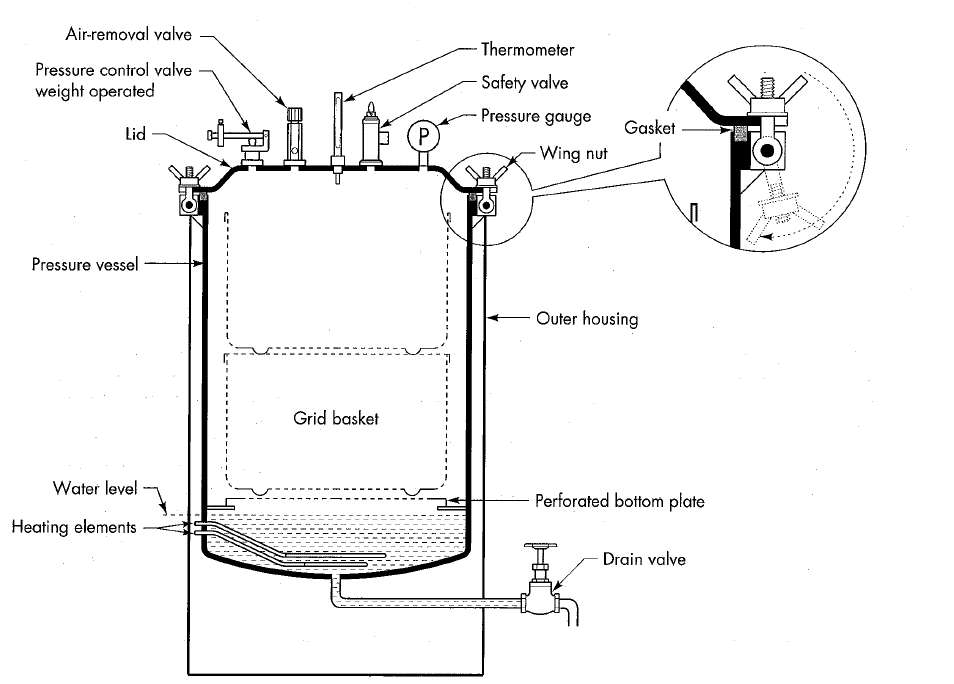 Air-removal valve
Pressure control valve
weight operated
Lid
Thermometer
Safety valve
Pressure gauge
P
Wing nut
Gasket
Pressure vessel
Outer housing
Grid basket
Water level
Heating elements
Perforated bottom plate
Drain valve